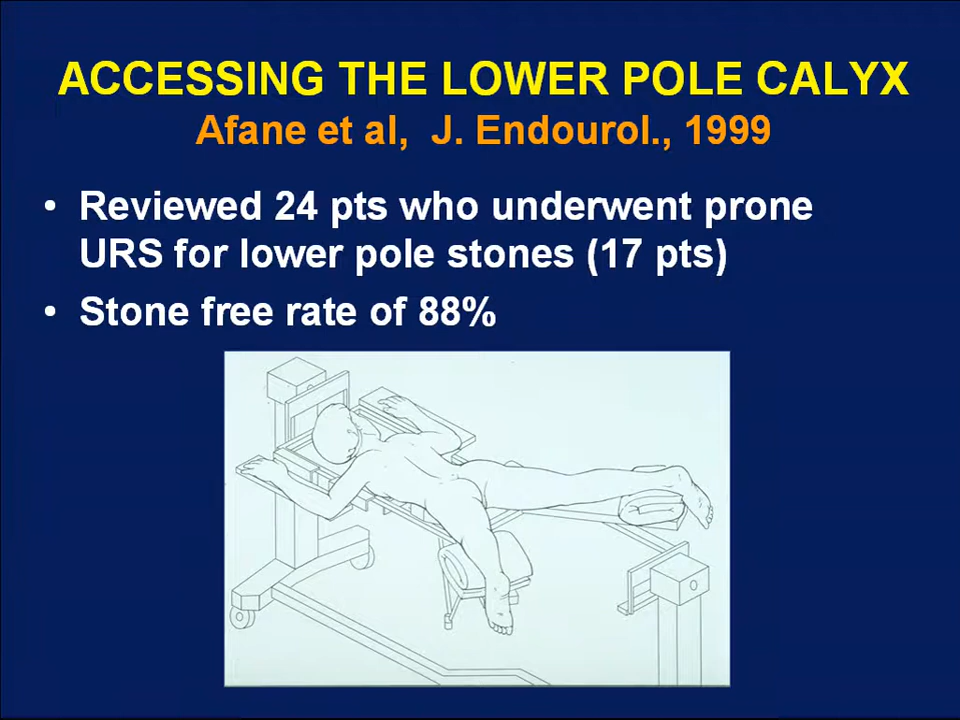 ACCESSING THE LOWER POLE CALYX
Afane et al, J. Endourol., 1999
• Reviewed 24 pts who underwent prone
URS for lower pole stones (17 pts)
• Stone free rate of 88%